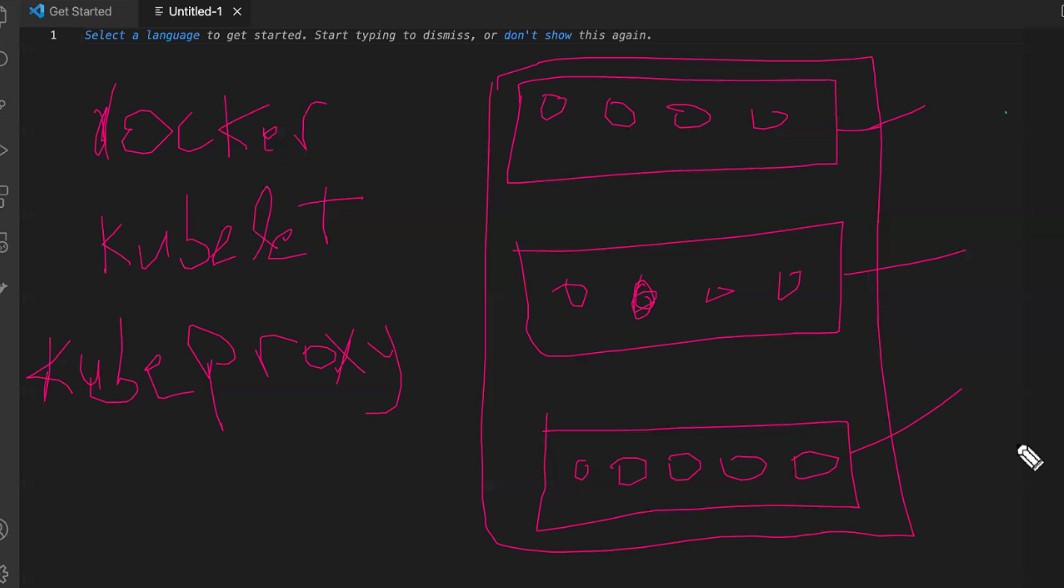 Get Started
Untitled-1
1 Select a language to get started. Start typing to dismiss, or don't show this again.
docker
kubelet
kubeproxy